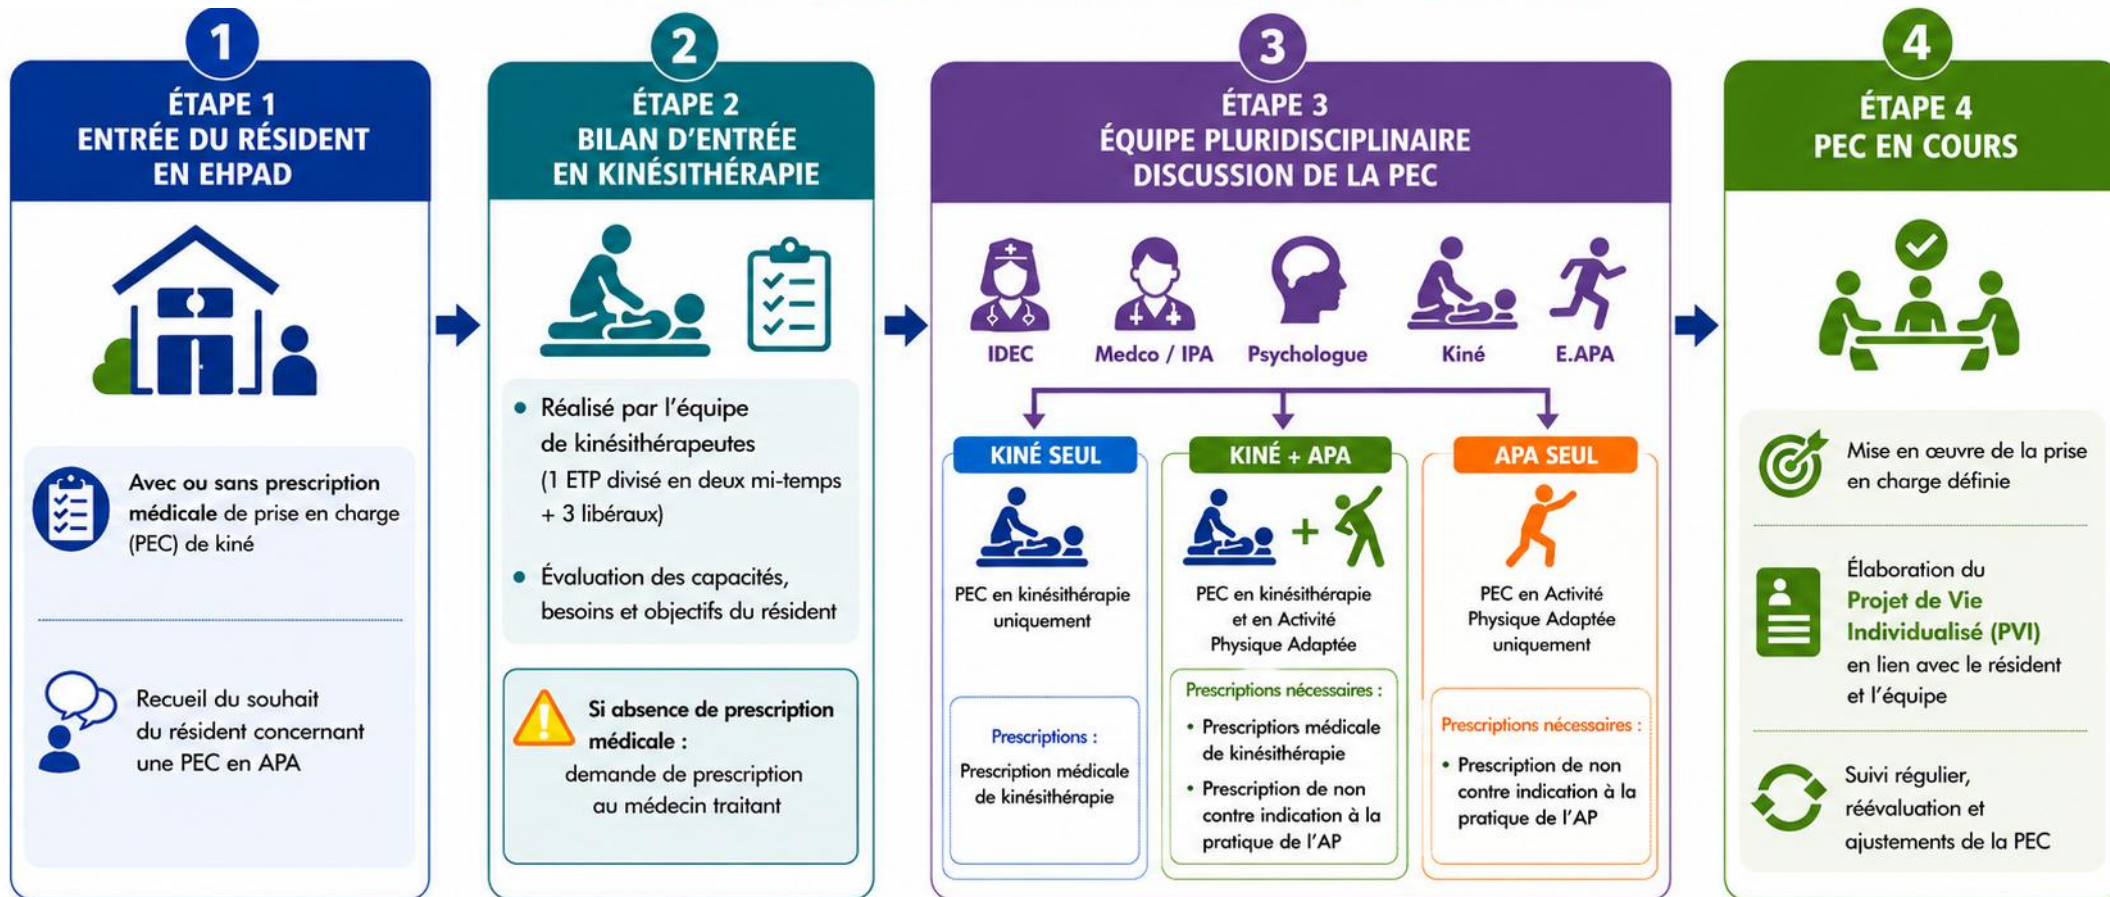 1
ÉTAPE 1
ENTRÉE DU RÉSIDENT
EN EHPAD
Avec ou sans prescription
médicale de prise en charge
(PEC) de kiné
Recueil du souhait
du résident concernant
une PEC en APA
2
ÉTAPE 2
BILAN D'ENTRÉE
EN KINÉSITHÉRAPIE
• Réalisé par l'équipe
de kinésithérapeutes
(1 ETP divisé en deux mi-temps
+ 3 libéraux)
• Évaluation des capacités,
besoins et objectifs du résident
Si absence de prescription
médicale :
demande de prescription
au médecin traitant
3
ÉTAPE 3
ÉQUIPE PLURIDISCIPLINAIRE
DISCUSSION DE LA PEC
IDEC
Medco / IPA
Psychologue
Kiné
E.APA
KINÉ SEUL
PEC en kinésithérapie
uniquement
Prescriptions :
Prescription médicale
de kinésithérapie
KINÉ + APA
+
PEC en kinésithérapie
et en Activité
Physique Adaptée
Prescriptions nécessaires :
• Prescriptiors médicale
de kinésithérapie
• Prescription de non
contre indication à la
pratique de l'AP
APA SEUL
PEC en Activité
Physique Adaptée
uniquement
Prescriptions nécessaires :
• Prescription de non
contre indication à la
pratique de l'AP
4
ÉTAPE 4
PEC EN COURS
Mise en œuvre de la prise
en charge définie
Élaboration du
Projet de Vie
Individualisé (PVI)
en lien avec le résident
et l'équipe
Suivi régulier,
réévaluation et
ajustements de la PEC